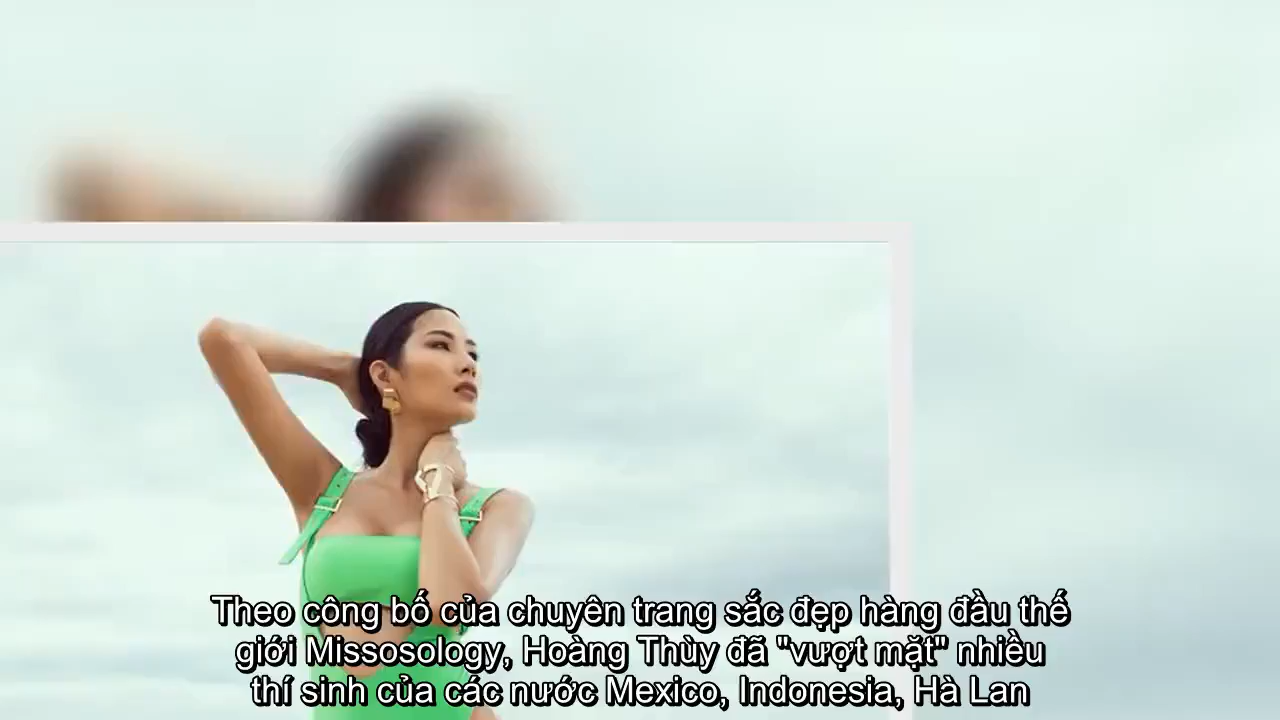 Theo công bố của chuyên trang sắc đẹp hàng đầu thế
giới Missosology, Hoàng Thùy đã "vượt mặt" nhiều
thí sinh của các nước Mexico, Indonesia, Hà Lan